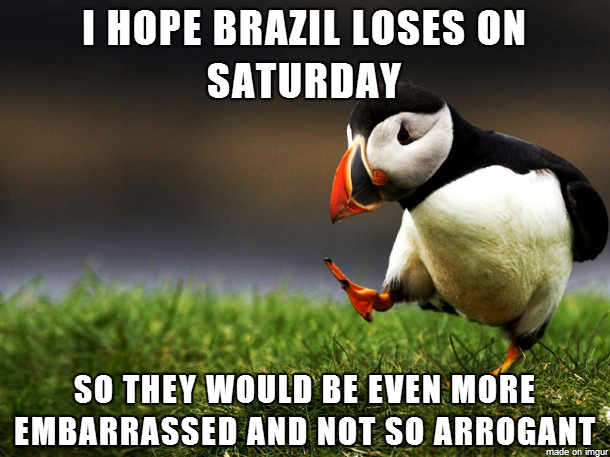 I HOPE BRAZIL LOSES ON
SATURDAY
SO THEY WOULD BE EVEN MORE
EMBARRASSED AND NOT SO ARROGANT
made on imgur